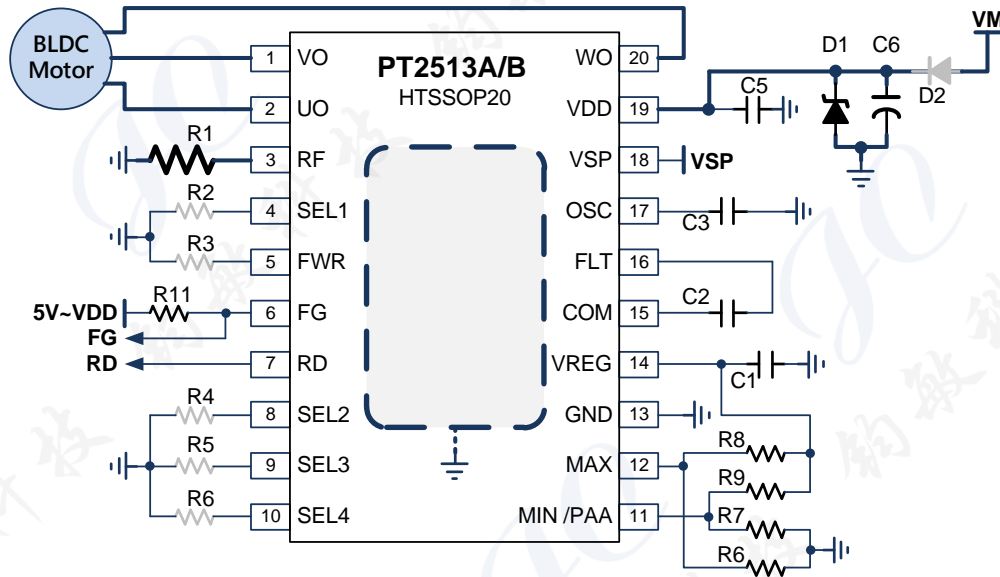 BLDC
Motor
PT2513A/B
HTSSOP20
1 VO
2 UO
R1
3 RF
R2
4 SEL1
R3
5 FWR
R11
5V~VDD
6 FG
FG
RD
7 RD
R4
8 SEL2
R5
9 SEL3
R6
10 SEL4
WO 20
VDD 19
C5
VSP 18 VSP
OSC 17
C3
FLT 16
COM 15
C2
VREG 14
C1
GND 13
MAX 12
MIN /PAA 11
R8
R9
R7
R6
D1
C6
D2
VM